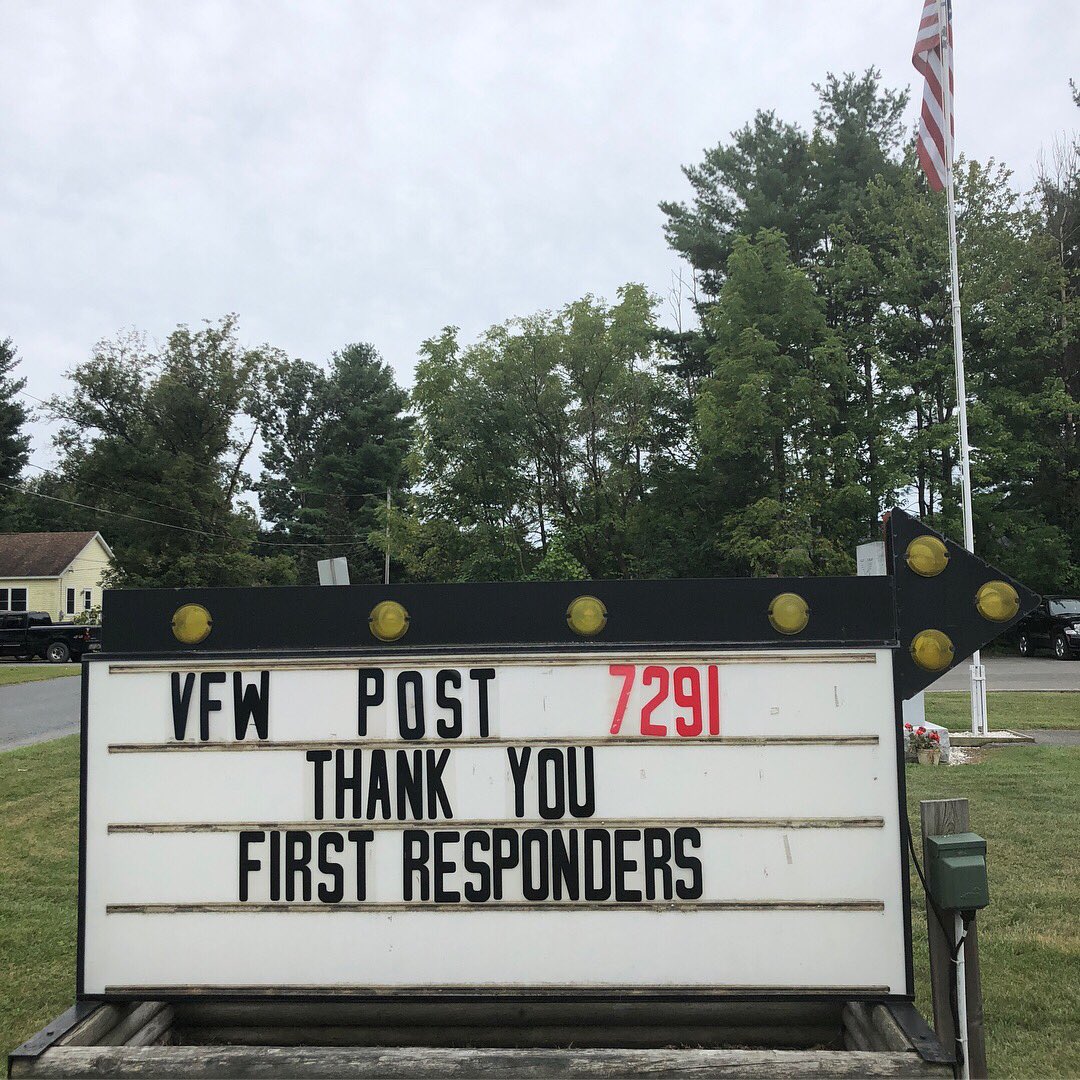 VFW POST 7291
THANK YOU
FIRST RESPONDERS